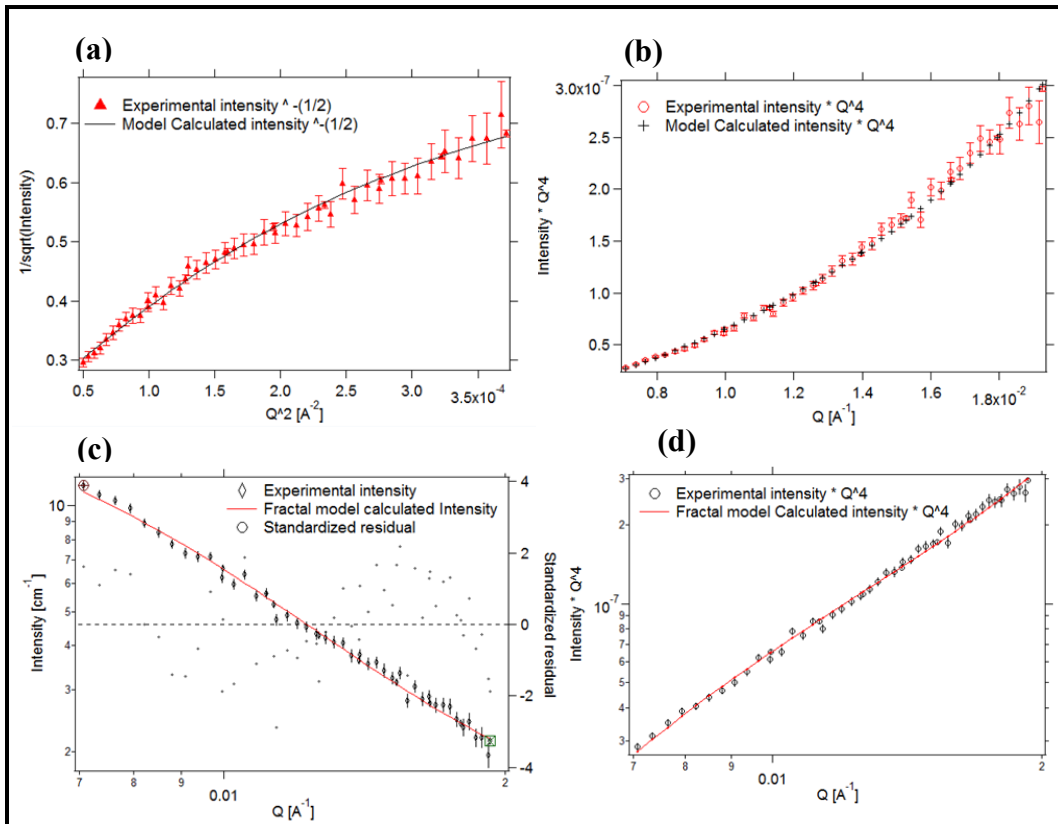 (a)
1/sqrt(Intensity)
0.7
0.6
0.5
0.4
0.3
Experimental intensity ^ -(1/2)
Model Calculated intensity ^-(1/2)
0.5
1.0
1.5
2.0
2.5
3.0
3.5x10^-4
Q^2 [A^-2]
(b)
Intensity * Q^4
3.0x10^-7
2.5
2.0
1.5
1.0
0.5
Experimental intensity * Q^4
Model Calculated intensity * Q^4
0.8
1.0
1.2
1.4
1.6
1.8x10^-2
Q [A^-1]
(c)
Intensity [cm^-1]
10
9
8
7
6
5
4
3
2
Experimental intensity
Fractal model calculated Intensity
Standardized residual
4
2
0
-2
-4
Standardized residual
7
8
9
0.01
2
Q [A^-1]
(d)
Intensity * Q^4
3
2
10^-7
9
8
7
6
5
4
3
Experimental intensity * Q^4
Fractal model Calculated intensity * Q^4
7
8
9
0.01
2
Q [A^-1]